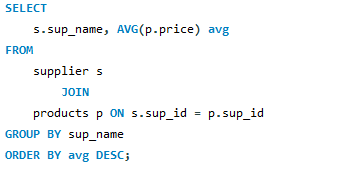 SELECT
s.sup_name, AVG(p.price) avg
FROM
supplier s
JOIN
products p ON s.sup_id = p.sup_id
GROUP BY sup_name
ORDER BY avg DESC;